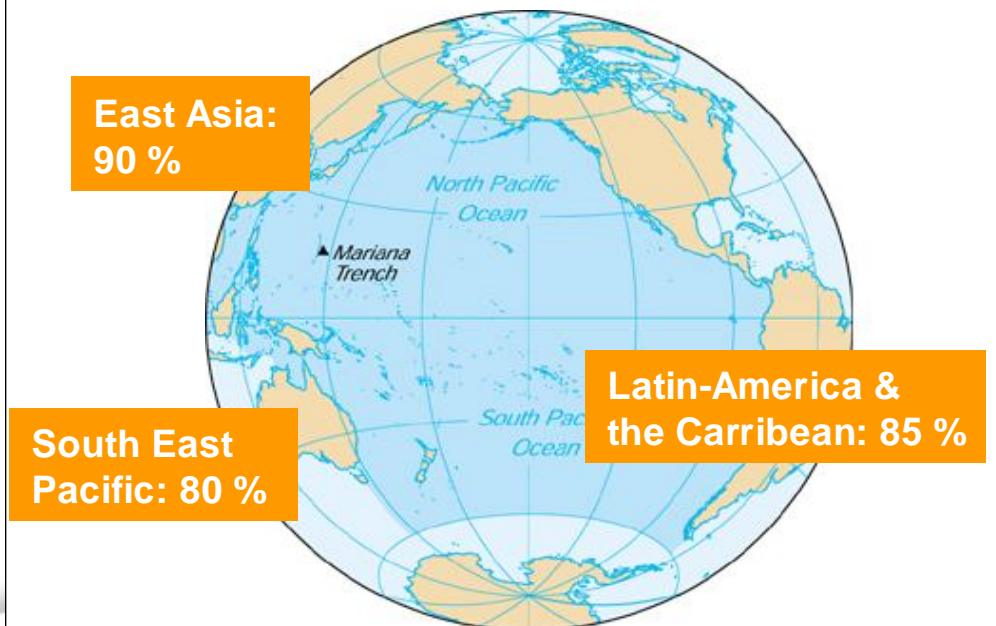 East Asia:
90 %
North Pacific
Ocean
Mariana
Trench
Latin-America &
the Carribean: 85 %
South Pac
Ocean
South East
Pacific: 80 %